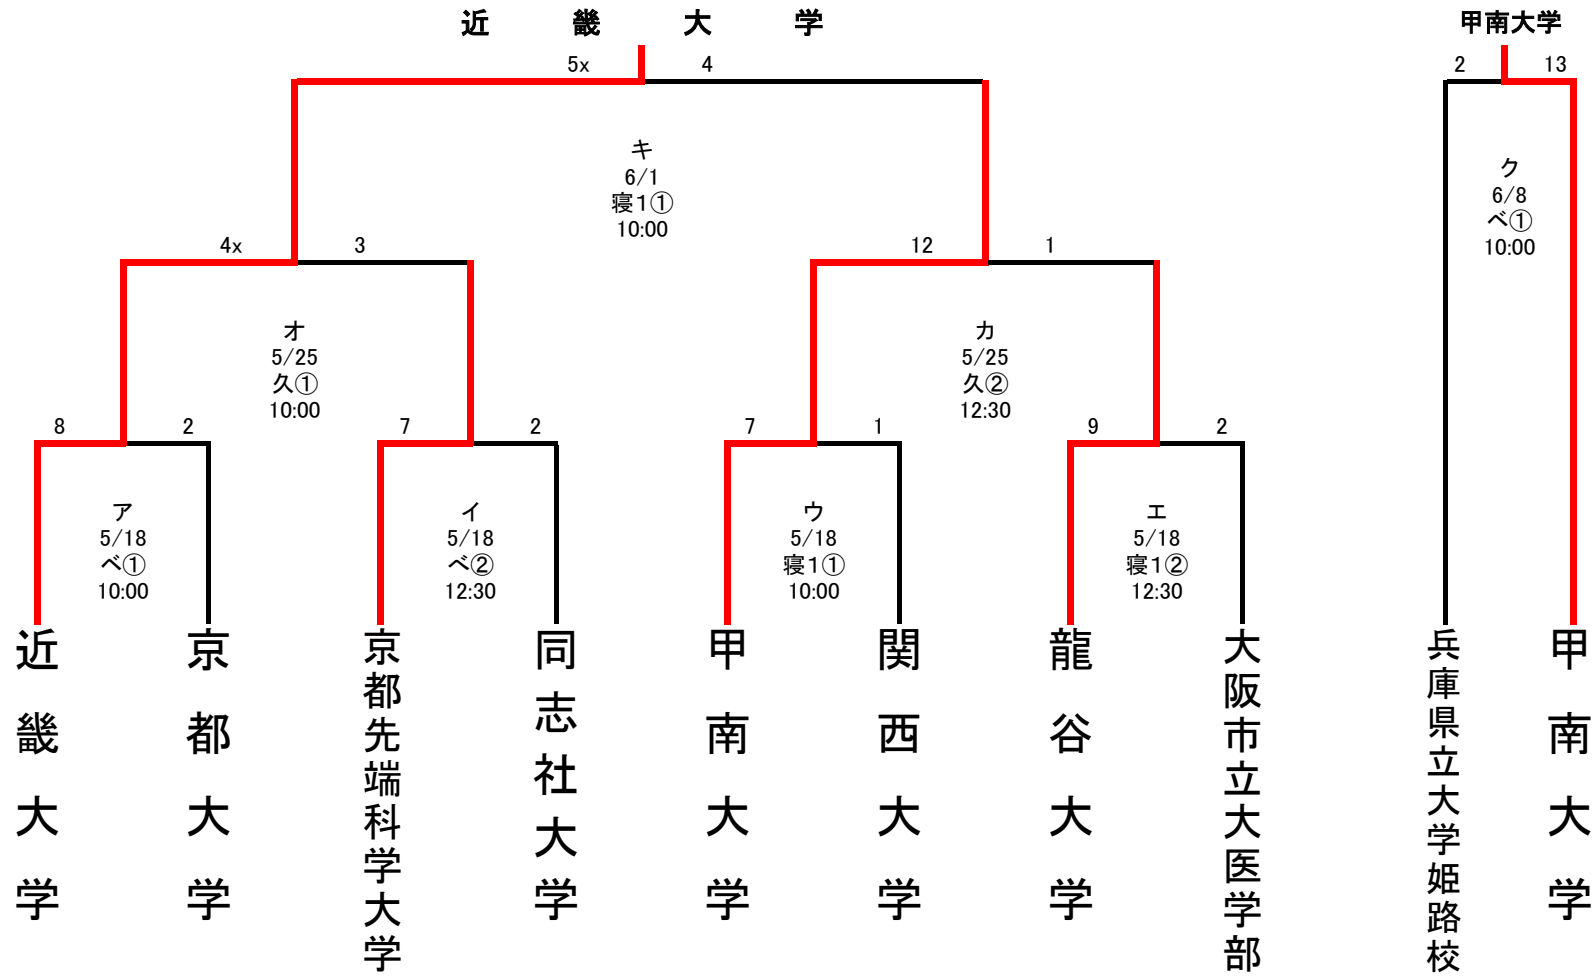 近畿大学
甲南大学
5x 4
2 13
キ
6/1
寝1①
10:00
ク
6/8
ベ①
10:00
4x 3
12 1
オ
5/25
久①
10:00
カ
5/25
久②
12:30
8 2
7 2
7 1
9 2
ア
5/18
ベ①
10:00
イ
5/18
ベ②
12:30
ウ
5/18
寝1①
10:00
エ
5/18
寝1②
12:30
近畿大学
京都大学
京都先端科学大学
同志社大学
甲南大学
関西大学
龍谷大学
大阪市立大医学部
兵庫県立大学姫路校
甲南大学